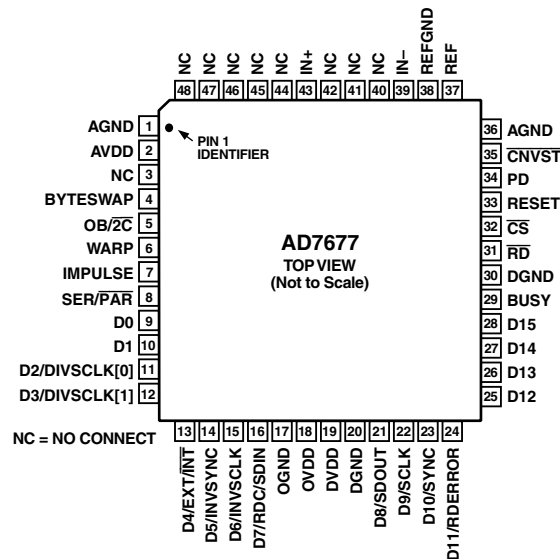 NC
NC
NC
NC
NC
IN+
NC
NC
NC
IN–
REFGND
REF
48 47 46 45 44 43 42 41 40 39 38 37
AGND 1
AVDD 2
NC 3
BYTESWAP 4
OB/2C̅ 5
WARP 6
IMPULSE 7
SER/P̅A̅R̅ 8
D0 9
D1 10
D2/DIVSCLK[0] 11
D3/DIVSCLK[1] 12
PIN 1
IDENTIFIER
AD7677
TOP VIEW
(Not to Scale)
36 AGND
35 C̅N̅V̅S̅T̅
34 PD
33 RESET
32 C̅S̅
31 R̅D̅
30 DGND
29 BUSY
28 D15
27 D14
26 D13
25 D12
NC = NO CONNECT
13 14 15 16 17 18 19 20 21 22 23 24
D4/EXT/I̅N̅T̅
D5/INVSYNC
D6/INVSCLK
D7/RDC/SDIN
OGND
OVDD
DVDD
DGND
D8/SDOUT
D9/SCLK
D10/SYNC
D11/RDERROR